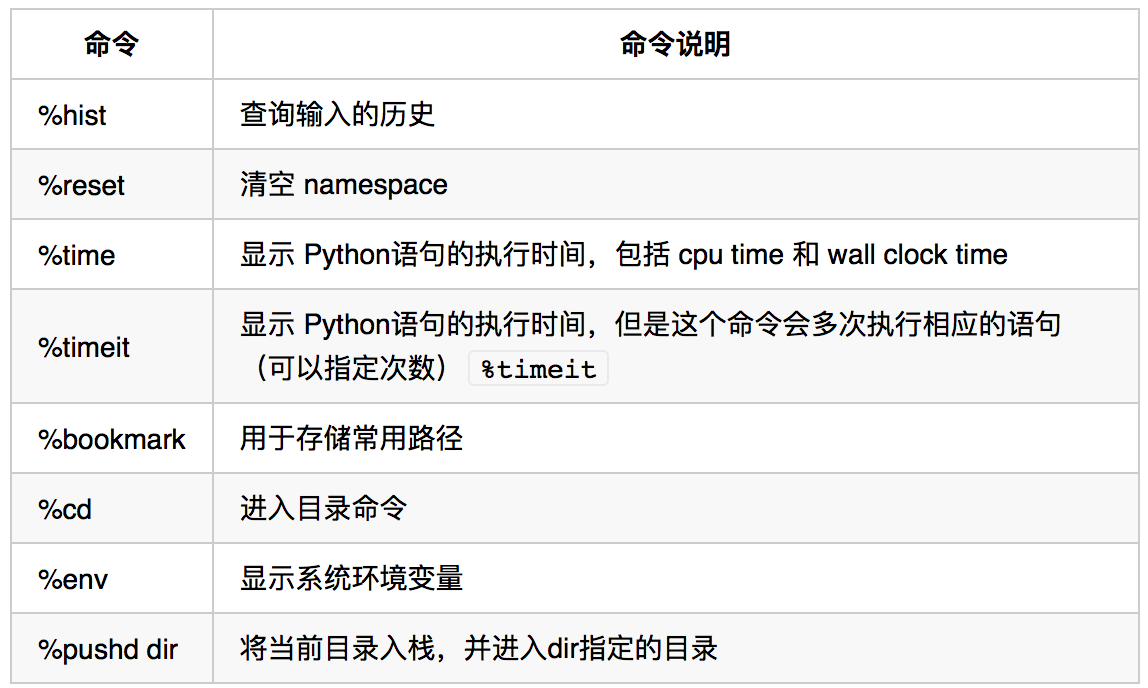 命令 命令说明
%hist 查询输入的历史
%reset 清空 namespace
%time 显示 Python语句的执行时间，包括 cpu time 和 wall clock time
%timeit 显示 Python语句的执行时间，但是这个命令会多次执行相应的语句
（可以指定次数） %timeit
%bookmark 用于存储常用路径
%cd 进入目录命令
%env 显示系统环境变量
%pushd dir 将当前目录入栈，并进入dir指定的目录